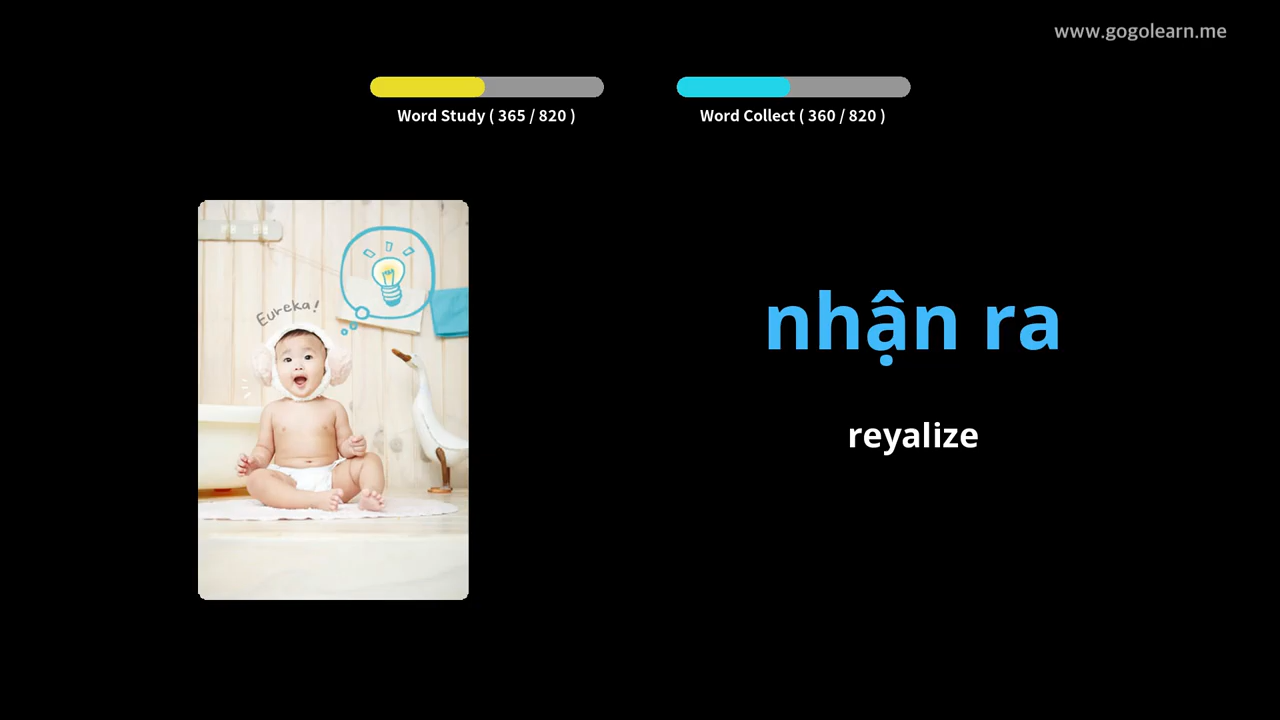 www.gogolearn.me
Word Study ( 365 / 820 )
Word Collect ( 360 / 820 )
Eureka!
nhận ra
reyalize